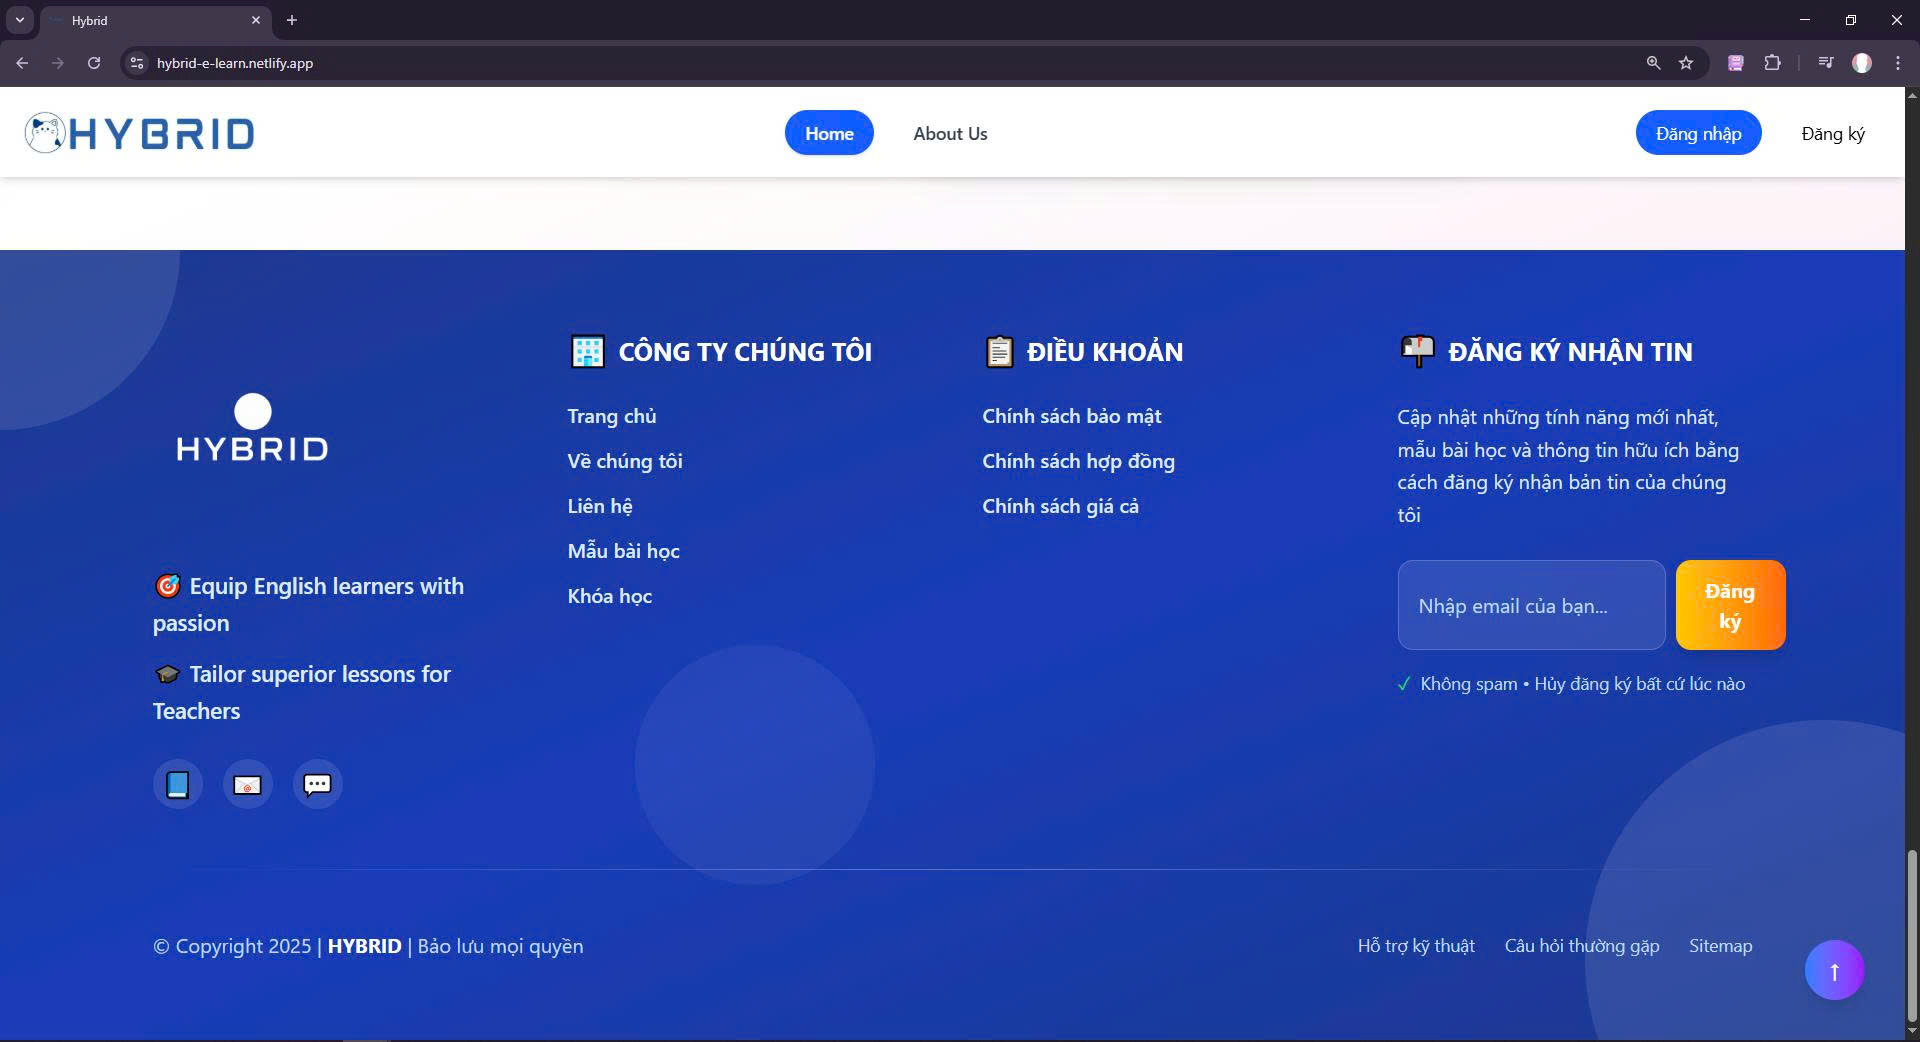 Hybrid
hybrid-e-learn.netlify.app
HYBRID
Home
About Us
Đăng nhập
Đăng ký
HYBRID
🎯 Equip English learners with
passion
🎓 Tailor superior lessons for
Teachers
CÔNG TY CHÚNG TÔI
Trang chủ
Về chúng tôi
Liên hệ
Mẫu bài học
Khóa học
ĐIỀU KHOẢN
Chính sách bảo mật
Chính sách hợp đồng
Chính sách giá cả
ĐĂNG KÝ NHẬN TIN
Cập nhật những tính năng mới nhất,
mẫu bài học và thông tin hữu ích bằng
cách đăng ký nhận bản tin của chúng
tôi
Nhập email của bạn...
Đăng
ký
✓ Không spam • Hủy đăng ký bất cứ lúc nào
© Copyright 2025 | HYBRID | Bảo lưu mọi quyền
Hỗ trợ kỹ thuật
Câu hỏi thường gặp
Sitemap
↑